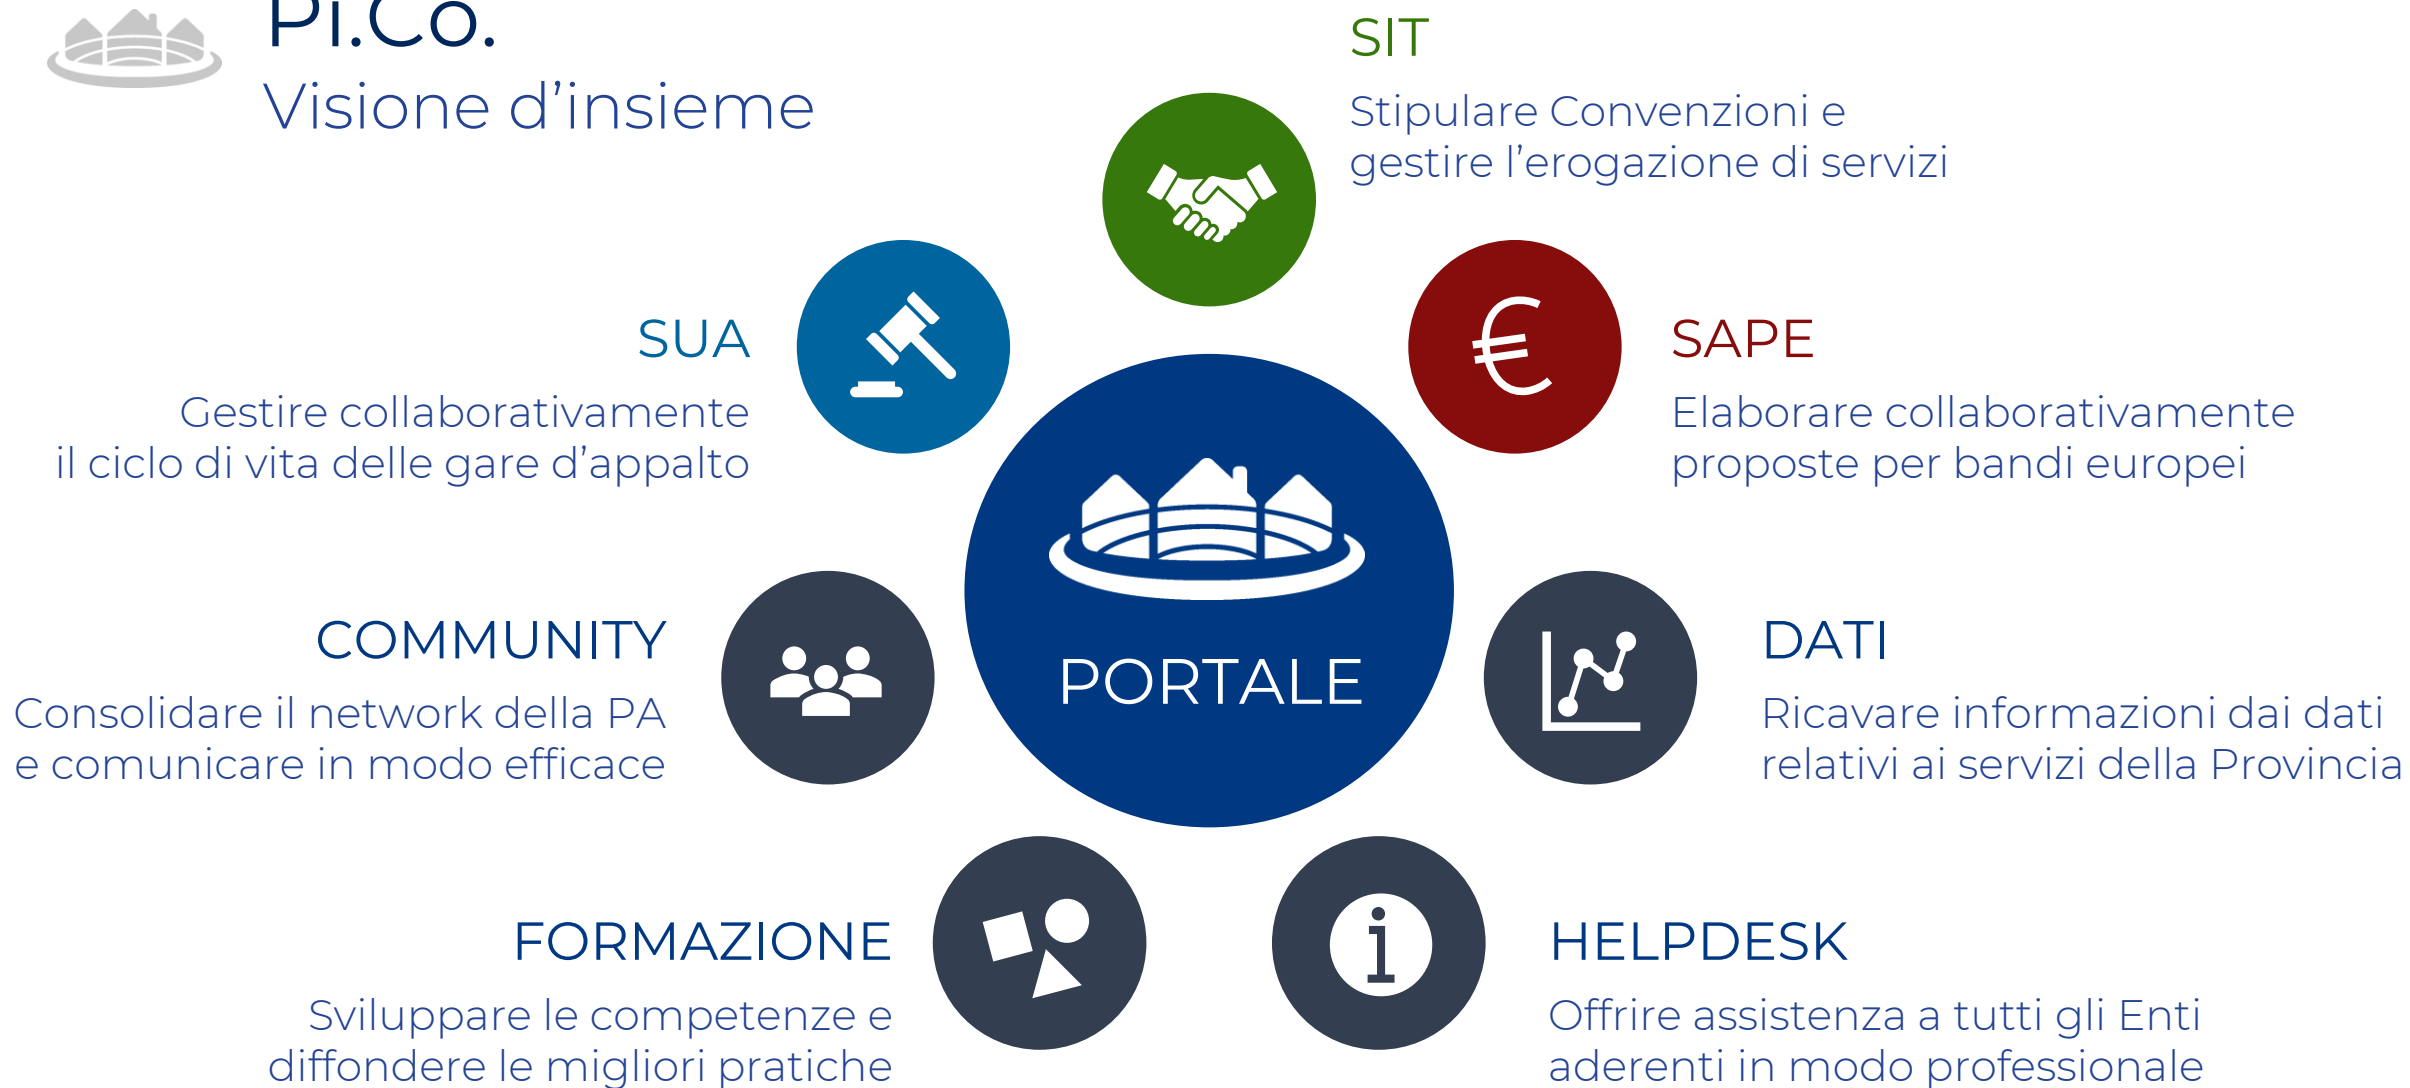 Pi.Co.
Visione d’insieme
SIT
Stipulare Convenzioni e
gestire l’erogazione di servizi
SUA
Gestire collaborativamente
il ciclo di vita delle gare d’appalto
SAPE
Elaborare collaborativamente
proposte per bandi europei
PORTALE
COMMUNITY
Consolidare il network della PA
e comunicare in modo efficace
DATI
Ricavare informazioni dai dati
relativi ai servizi della Provincia
FORMAZIONE
Sviluppare le competenze e
diffondere le migliori pratiche
HELPDESK
Offrire assistenza a tutti gli Enti
aderenti in modo professionale